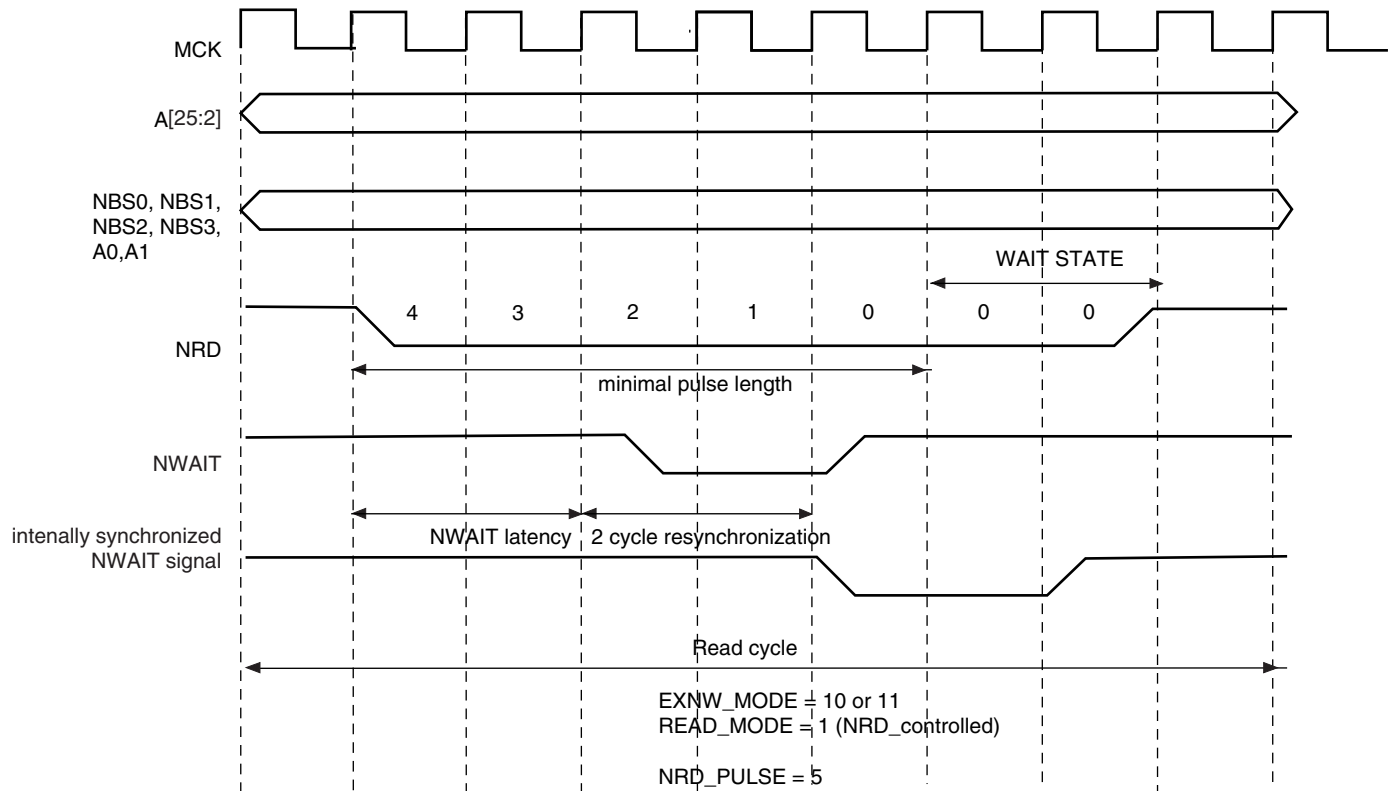 MCK
A[25:2]
NBS0, NBS1,
NBS2, NBS3,
A0,A1
WAIT STATE
4 3 2 1 0 0 0
NRD
minimal pulse length
NWAIT
intenally synchronized
NWAIT signal
NWAIT latency 2 cycle resynchronization
Read cycle
EXNW_MODE = 10 or 11
READ_MODE = 1 (NRD_controlled)
NRD_PULSE = 5